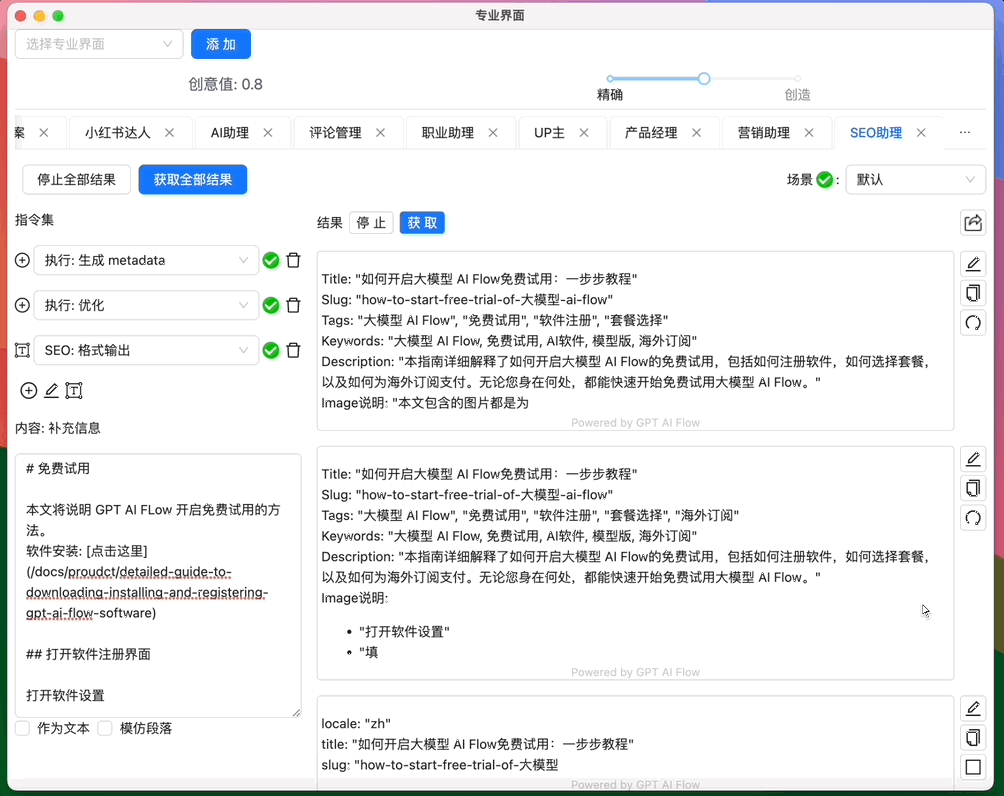 专业界面
选择专业界面
添 加
创意值: 0.8
精确
创造
案
小红书达人
AI助理
评论管理
职业助理
UP主
产品经理
营销助理
SEO助理
...
停止全部结果
获取全部结果
场景 :
默认
指令集
执行: 生成 metadata
执行: 优化
SEO: 格式输出
内容: 补充信息
# 免费试用
本文将说明 GPT AI FLow 开启免费试用的方
法。
软件安装: [点击这里]
(/docs/proudct/detailed-guide-to-
downloading-installing-and-registering-
gpt-ai-flow-software)
## 打开软件注册界面
打开软件设置
作为文本
模仿段落
结果
停 止
获 取
Title: "如何开启大模型 AI Flow免费试用：一步步教程"
Slug: "how-to-start-free-trial-of-大模型-ai-flow"
Tags: "大模型 AI Flow", "免费试用", "软件注册", "套餐选择"
Keywords: "大模型 AI Flow, 免费试用, AI软件, 模型版, 海外订阅"
Description: "本指南详细解释了如何开启大模型 AI Flow的免费试用，包括如何注册软件，如何选择套餐，
以及如何为海外订阅支付。无论您身在何处，都能快速开始免费试用大模型 AI Flow。"
Image说明: "本文包含的图片都是为
Powered by GPT AI Flow
Title: "如何开启大模型 AI Flow免费试用：一步步教程"
Slug: "how-to-start-free-trial-of-大模型-ai-flow"
Tags: "大模型 AI Flow", "免费试用", "软件注册", "套餐选择", "海外订阅"
Keywords: "大模型 AI Flow, 免费试用, AI软件, 模型版, 海外订阅"
Description: "本指南详细解释了如何开启大模型 AI Flow的免费试用，包括如何注册软件，如何选择套餐，
以及如何为海外订阅支付。无论您身在何处，都能快速开始免费试用大模型 AI Flow。"
Image说明:
• "打开软件设置"
• "填
Powered by GPT AI Flow
locale: "zh"
title: "如何开启大模型 AI Flow免费试用：一步步教程"
slug: "how-to-start-free-trial-of-大模型
Powered by GPT AI Flow